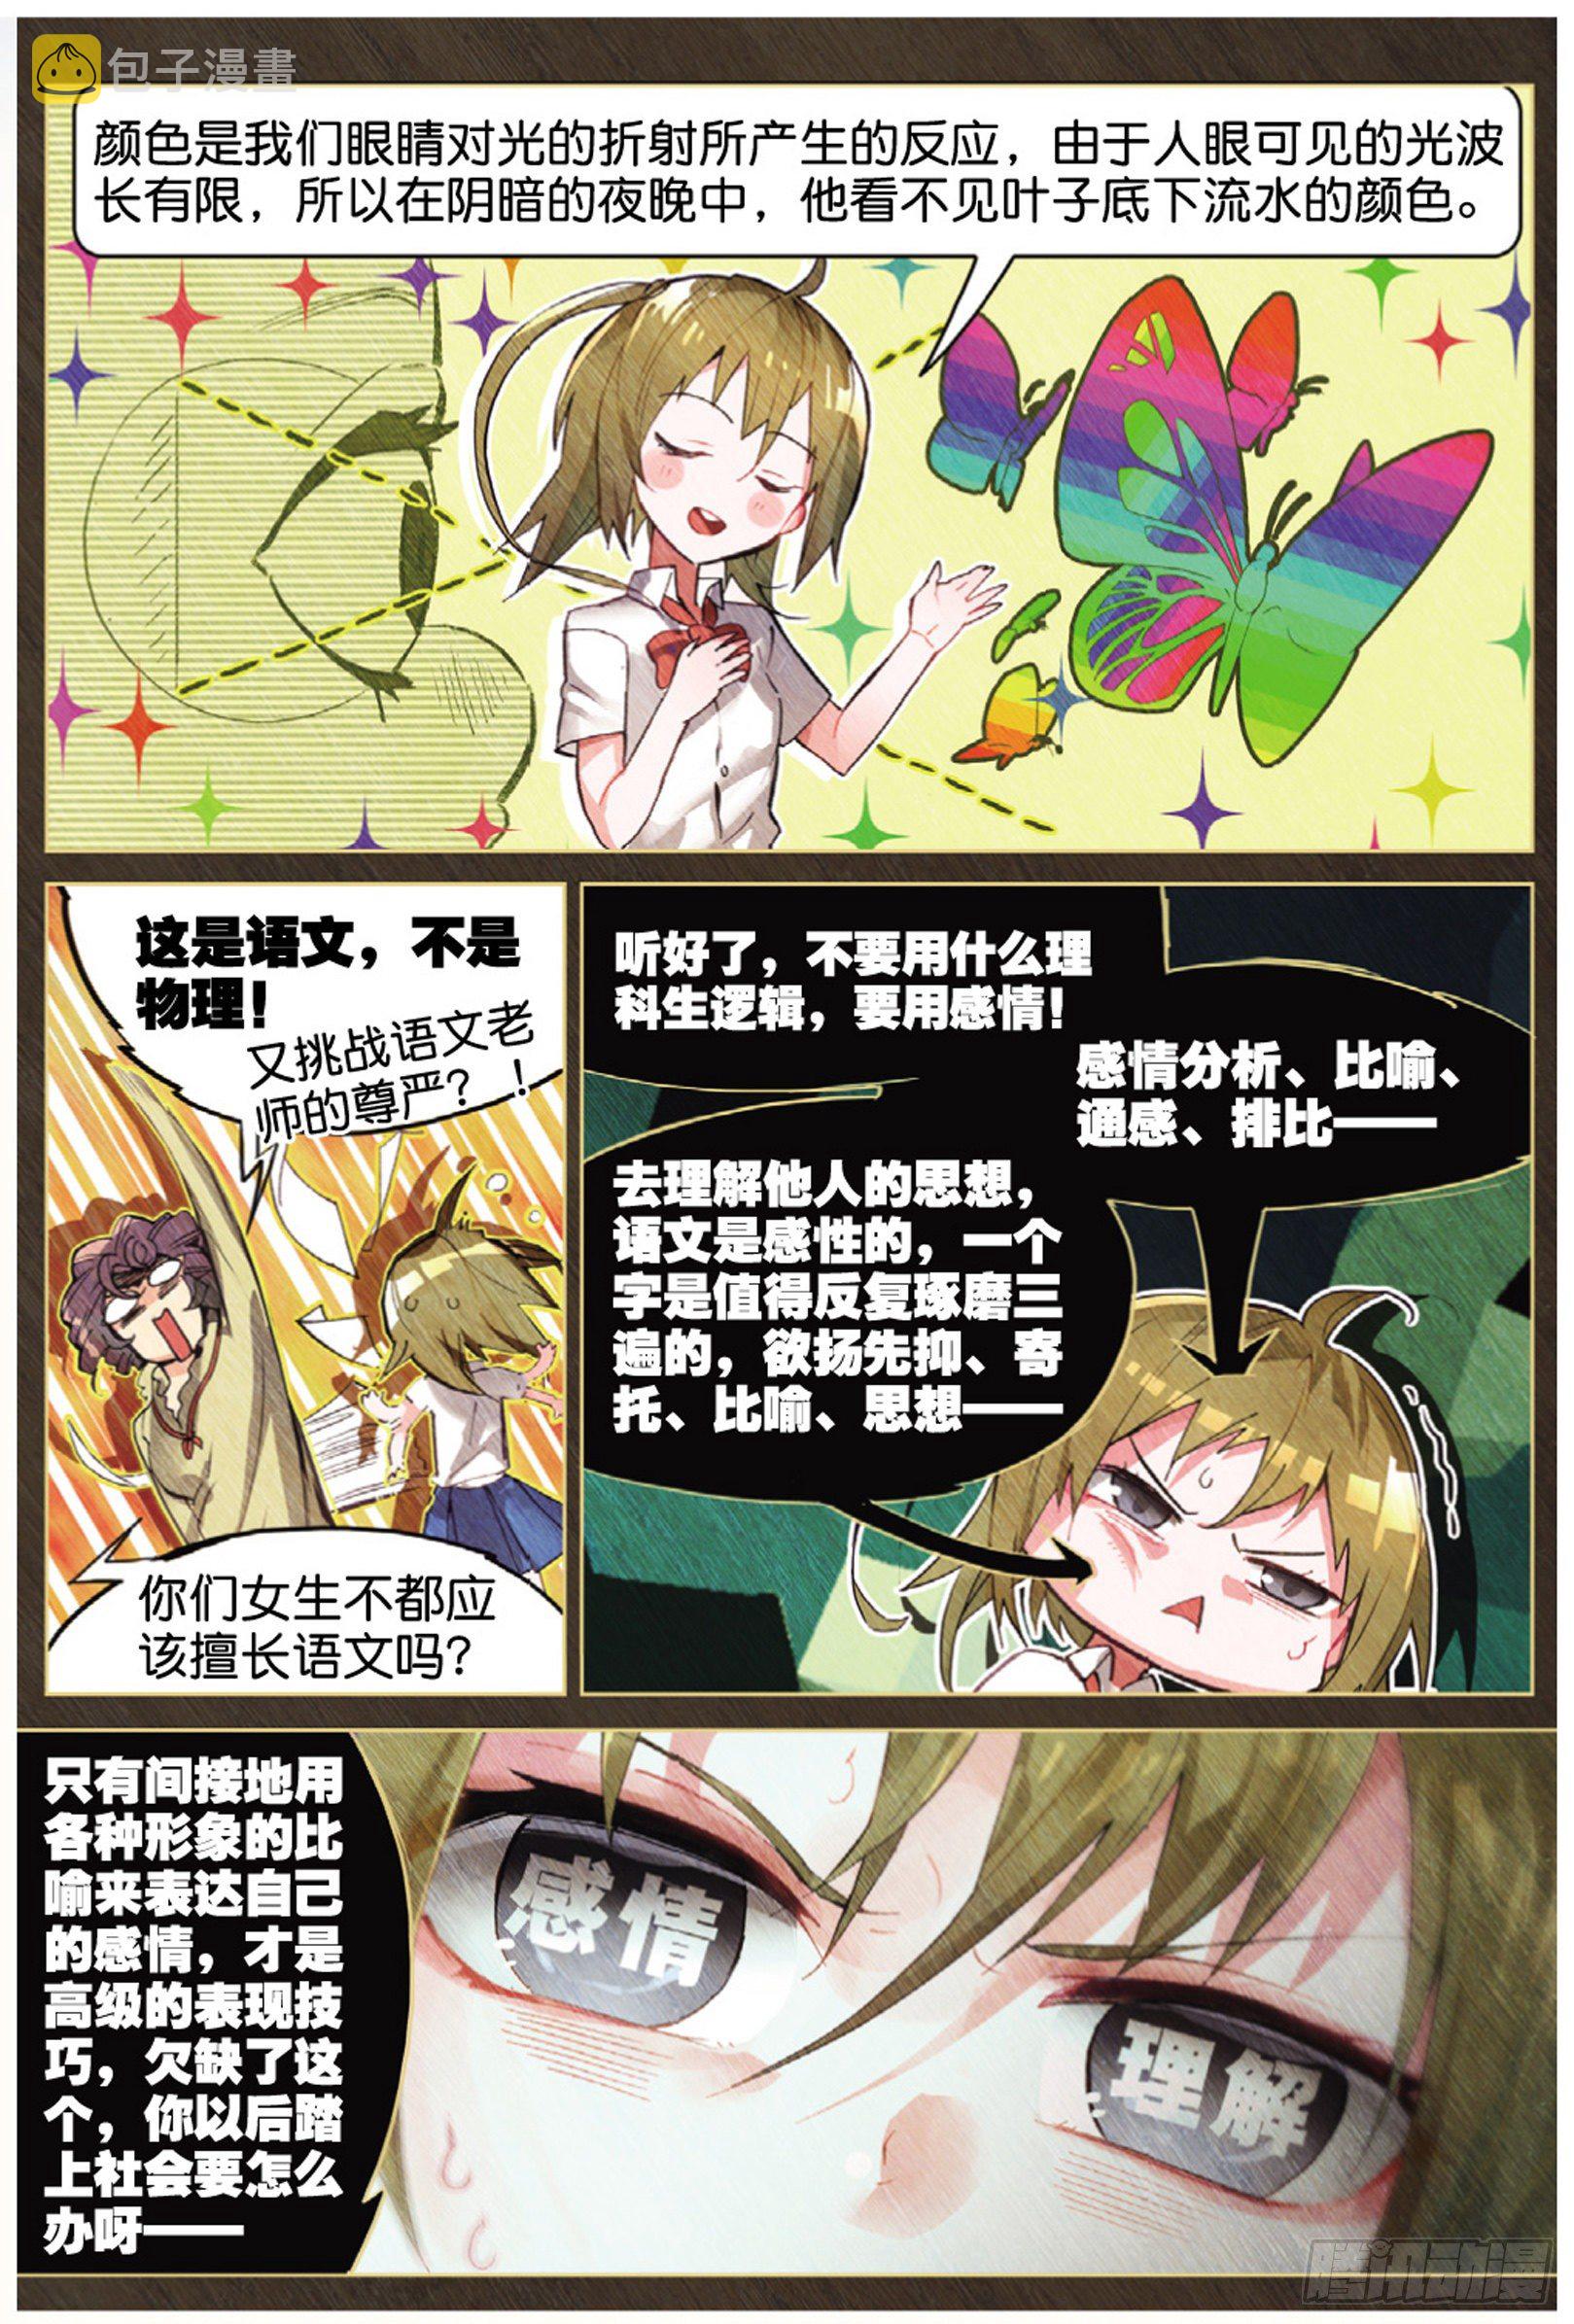 包子漫畫
颜色是我们眼睛对光的折射所产生的反应，由于人眼可见的光波
长有限，所以在阴暗的夜晚中，他看不见叶子底下流水的颜色。
这是语文，不是
物理！
又挑战语文老
师的尊严？！
你们女生不都应
该擅长语文吗？
听好了，不要用什么理
科生逻辑，要用感情！
感情分析、比喻、
通感、排比——
去理解他人的思想，
语文是感性的，一个
字是值得反复琢磨三
遍的，欲扬先抑、寄
托、比喻、思想——
只有间接地用
各种形象的比
喻来表达自己
的感情，才是
高级的表现技
巧，欠缺了这
个，你以后踏
上社会要怎么
办呀——
感情
理解
腾讯动漫